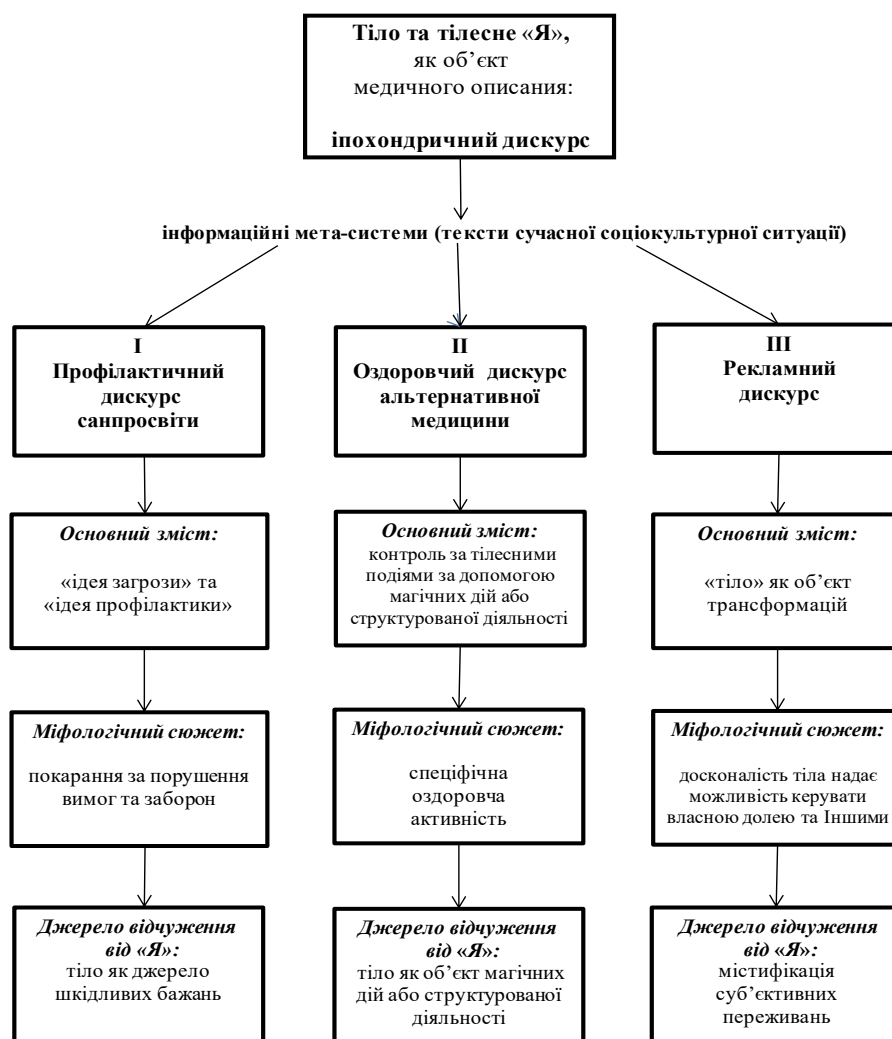 Тіло та тілесне «Я»,
як об’єкт
медичного описання:
іпохондричний дискурс
інформаційні мета-системи (тексти сучасної соціокультурної ситуації)
I
Профілактичний
дискурс
санпросвіти
II
Оздоровчий дискурс
альтернативної
медицини
III
Рекламний
дискурс
Основний зміст:
«ідея загрози» та
«ідея профілактики»
Основний зміст:
контроль за тілесними
подіями за допомогою
магічних дій або
структурованої діяльності
Основний зміст:
«тіло» як об’єкт
трансформацій
Міфологічний сюжет:
покарання за порушення
вимог та заборон
Міфологічний сюжет:
спеціфічна
оздоровча
активність
Міфологічний сюжет:
досконалість тіла надає
можливість керувати
власною долею та Іншими
Джерело відчуження
від «Я»:
тіло як джерело
шкідливих бажань
Джерело відчуження
від «Я»:
тіло як об’єкт магічних
дій або структурованої
діяльності
Джерело відчуження
від «Я»:
містифікація
суб’єктивних
переживань